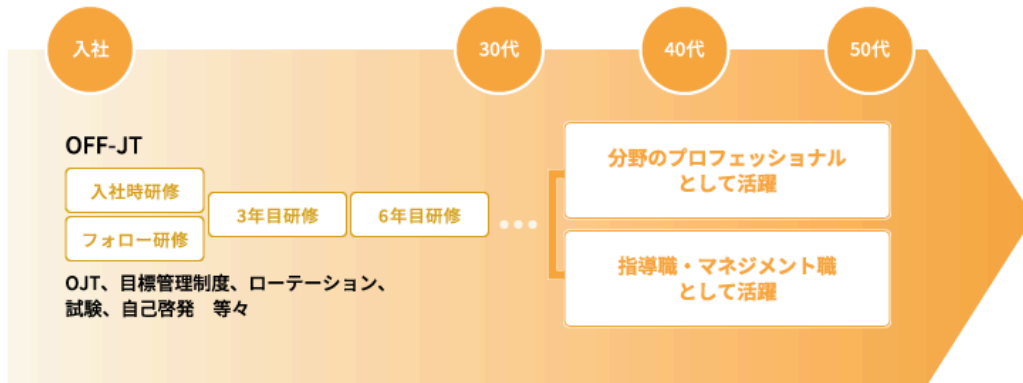 入社
30代
40代
50代
OFF-JT
入社時研修
フォロー研修
3年目研修
6年目研修
分野のプロフェッショナル
として活躍
指導職・マネジメント職
として活躍
OJT、目標管理制度、ローテーション、
試験、自己啓発　等々